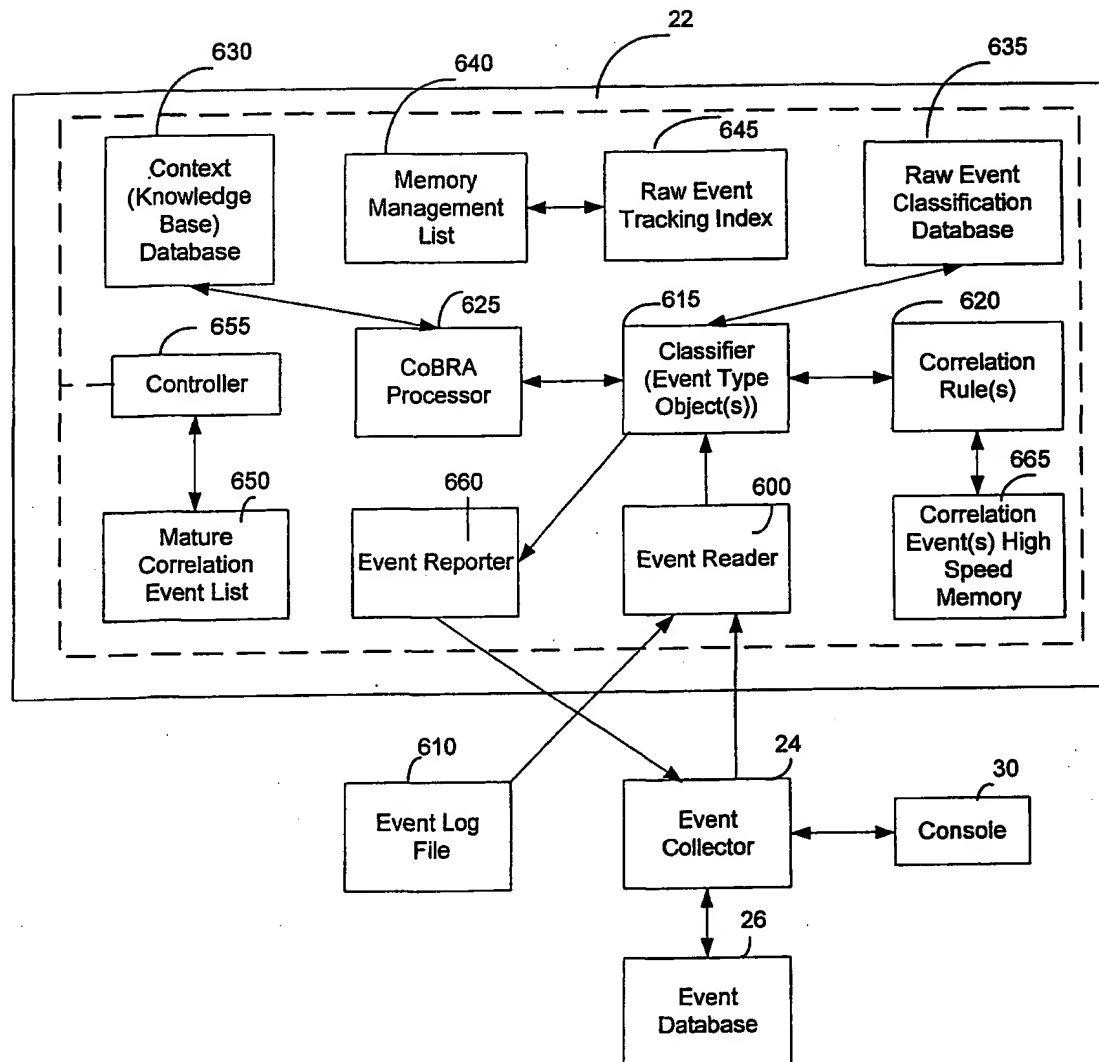 22
630
640
635
645
Context
(Knowledge
Base)
Database
Memory
Management
List
Raw Event
Tracking Index
Raw Event
Classification
Database
625
615
620
655
Controller
CoBRA
Processor
Classifier
(Event Type
Object(s))
Correlation
Rule(s)
650
660
600
665
Mature
Correlation
Event List
Event Reporter
Event Reader
Correlation
Event(s) High
Speed
Memory
610
24
30
Event Log
File
Event
Collector
Console
26
Event
Database